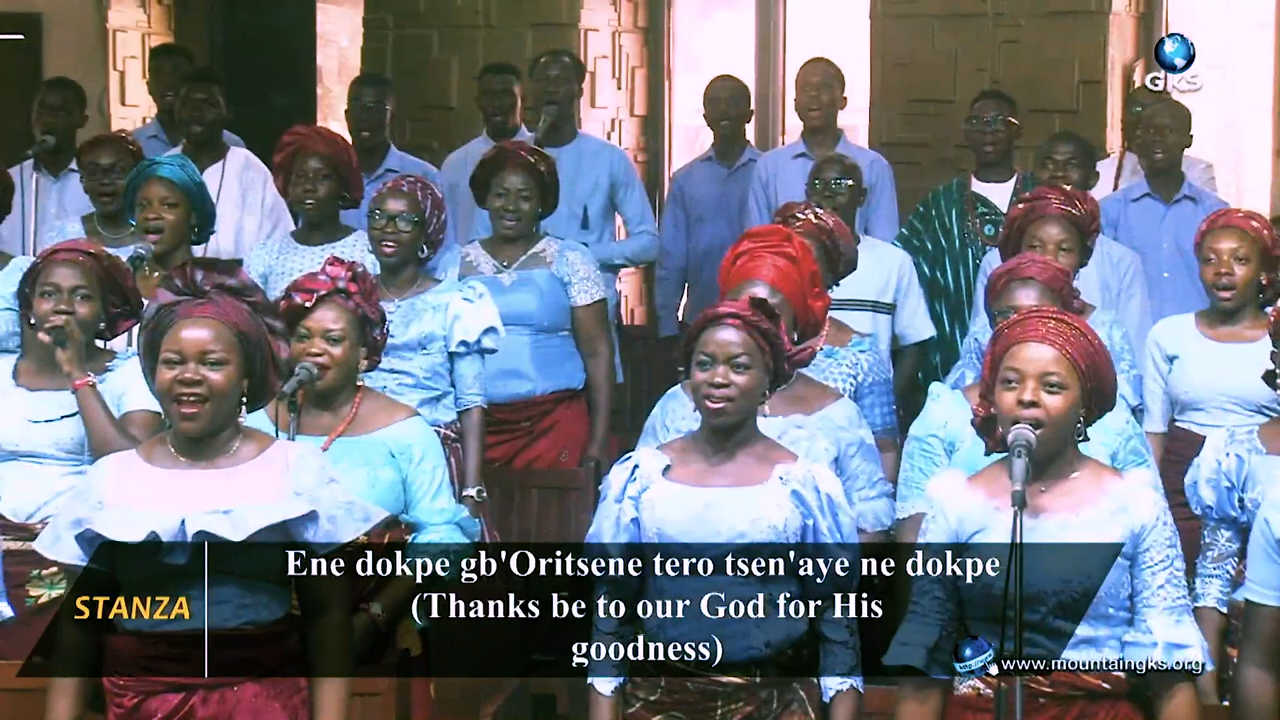 GKS
Ene dokpe gb'Oritsene tero tsen'aye ne dokpe
STANZA
(Thanks be to our God for His
goodness)
http://
www.mountaingks.org